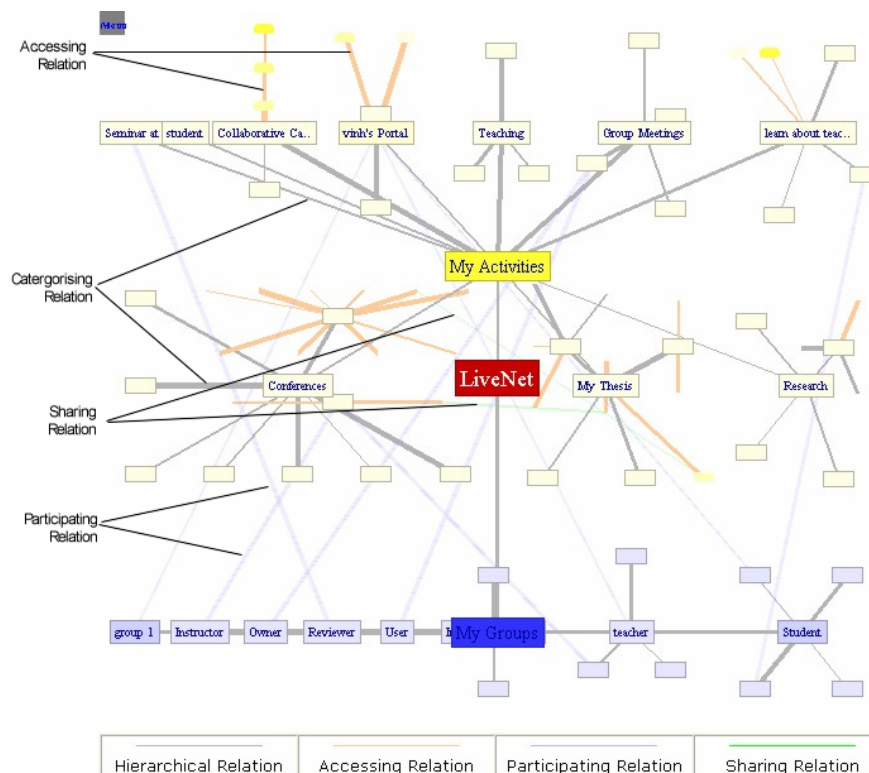 Menu
Accessing
Relation
Seminar at
student
Collaborative Ca..
vinh's Portal
Teaching
Group Meetings
learn about teac..
My Activities
Catergorising
Relation
LiveNet
Conferences
My Thesis
Research
Sharing
Relation
Participating
Relation
group 1
Instructor
Owner
Reviewer
User
My Groups
teacher
Student
Hierarchical Relation
Accessing Relation
Participating Relation
Sharing Relation